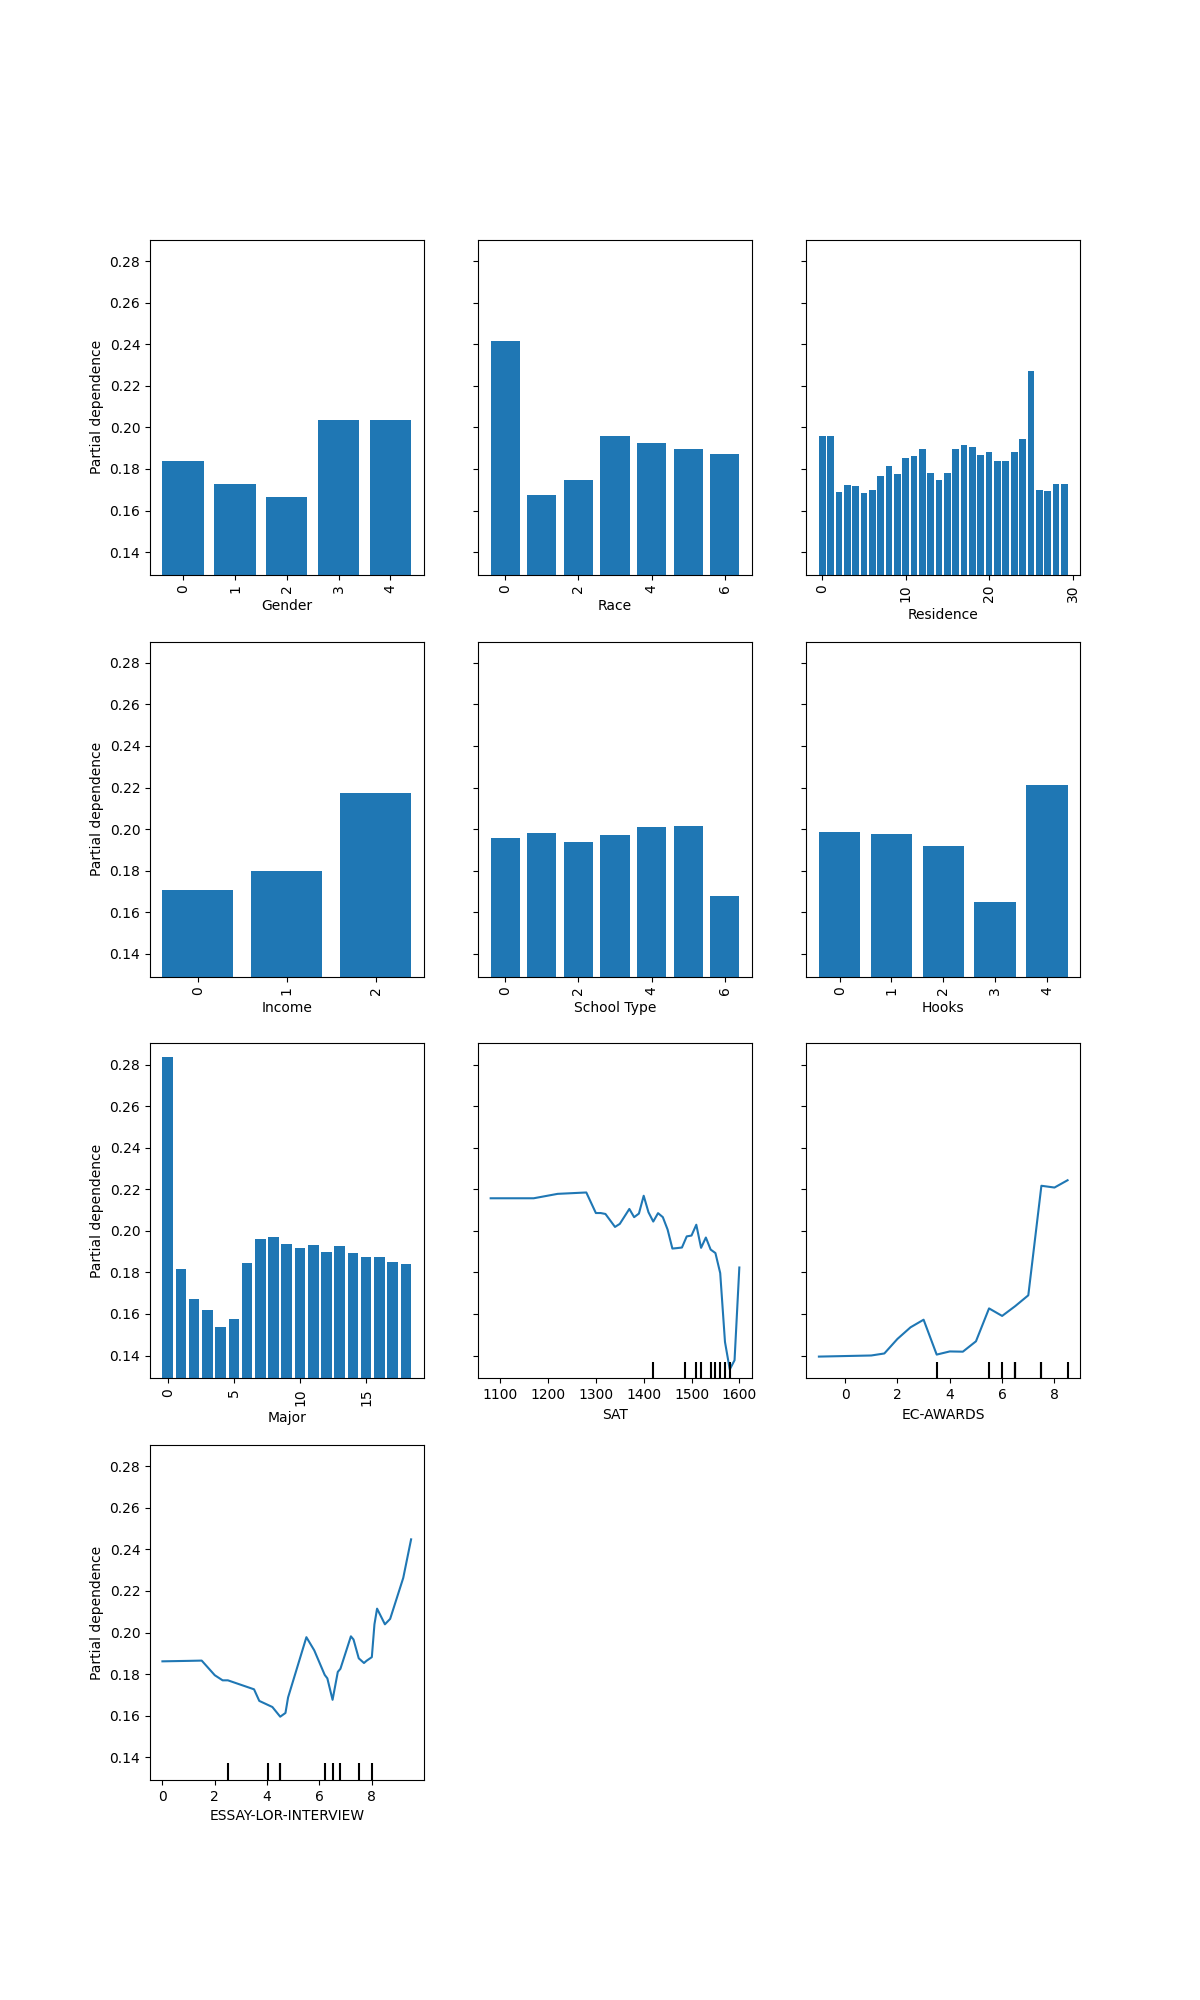 0.28
0.26
0.24
0.22
0.20
0.18
0.16
0.14
Partial dependence
0 1 2 3 4
Gender
0 2 4 6
Race
0 10 20 30
Residence
0.28
0.26
0.24
0.22
0.20
0.18
0.16
0.14
Partial dependence
0 1 2
Income
0 2 4 6
School Type
0 1 2 3 4
Hooks
0.28
0.26
0.24
0.22
0.20
0.18
0.16
0.14
Partial dependence
0 5 10 15
Major
1100 1200 1300 1400 1500 1600
SAT
0 2 4 6 8
EC-AWARDS
0.28
0.26
0.24
0.22
0.20
0.18
0.16
0.14
Partial dependence
0 2 4 6 8
ESSAY-LOR-INTERVIEW